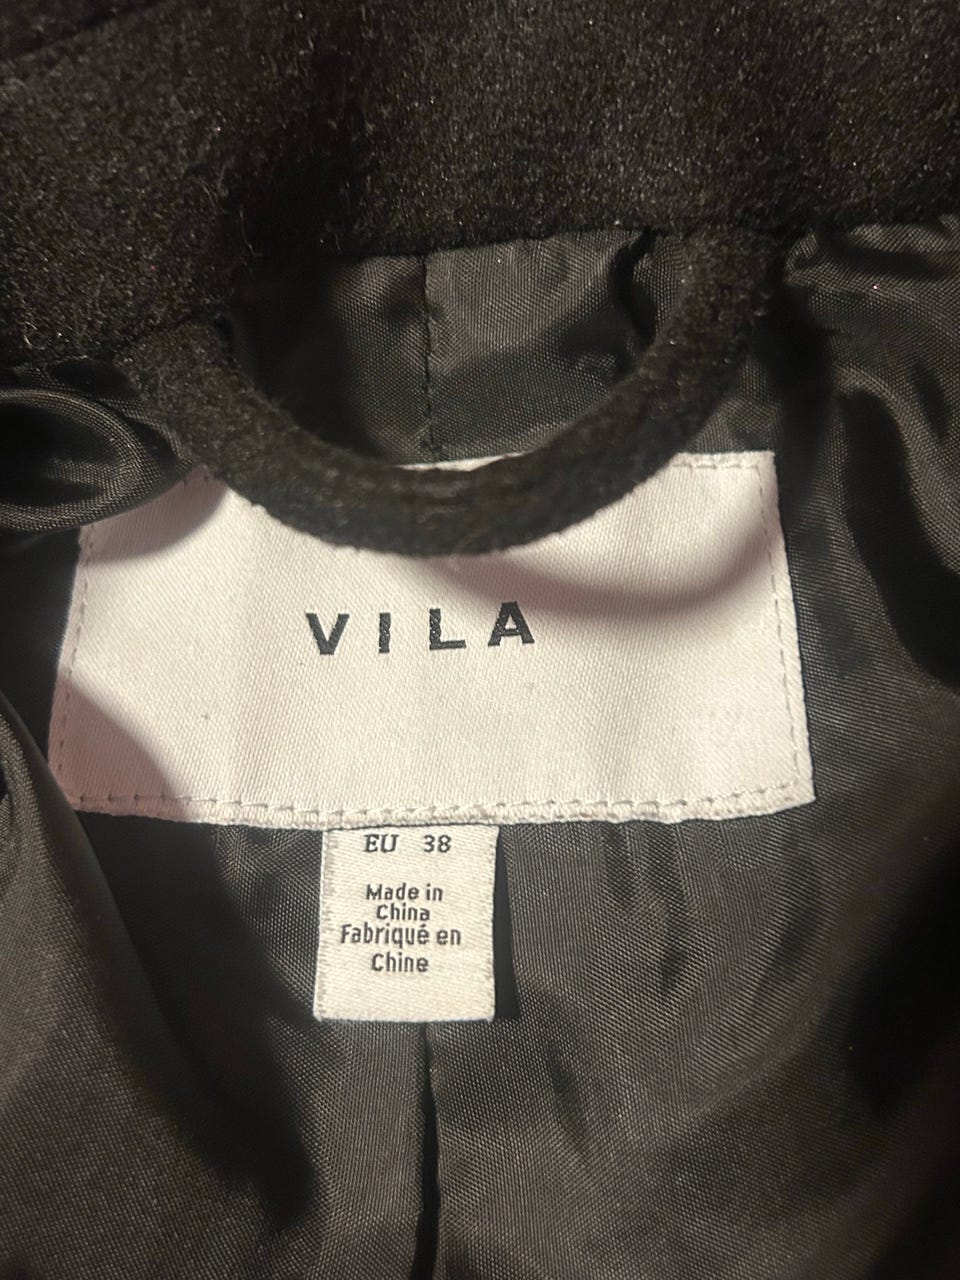 VILA
EU 38
Made in
China
Fabriqué en
Chine